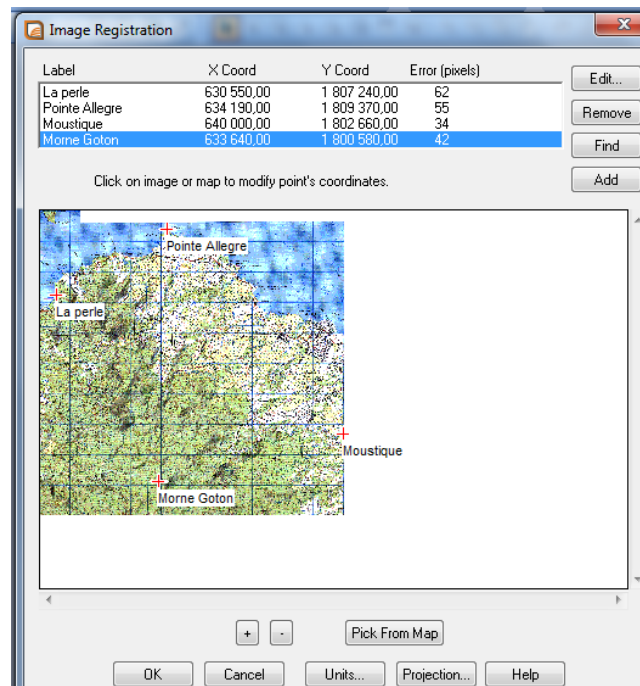 Image Registration
Label X Coord Y Coord Error (pixels)
La perle 630 550,00 1 807 240,00 62
Pointe Allegre 634 190,00 1 809 370,00 55
Moustique 640 000,00 1 802 660,00 34
Morne Goton 633 640,00 1 800 580,00 42
Edit...
Remove
Find
Add
Click on image or map to modify point's coordinates.
Pointe Allegre
La perle
Moustique
Morne Goton
+ - Pick From Map
OK Cancel Units... Projection... Help